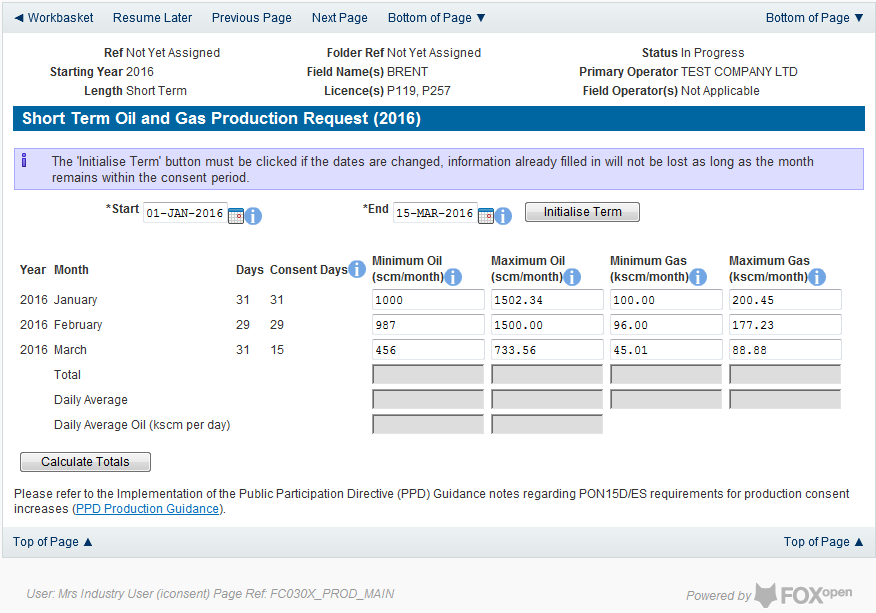 ◄ Workbasket Resume Later Previous Page Next Page Bottom of Page ▼ Bottom of Page ▼
Ref Not Yet Assigned Folder Ref Not Yet Assigned Status In Progress
Starting Year 2016 Field Name(s) BRENT Primary Operator TEST COMPANY LTD
Length Short Term Licence(s) P119, P257 Field Operator(s) Not Applicable
Short Term Oil and Gas Production Request (2016)
The 'Initialise Term' button must be clicked if the dates are changed, information already filled in will not be lost as long as the month
remains within the consent period.
*Start 01-JAN-2016 *End 15-MAR-2016 Initialise Term
Minimum Oil Maximum Oil Minimum Gas Maximum Gas
Year Month Days Consent Days (scm/month) (scm/month) (kscm/month) (kscm/month)
2016 January 31 31 1000 1502.34 100.00 200.45
2016 February 29 29 987 1500.00 96.00 177.23
2016 March 31 15 456 733.56 45.01 88.88
Total
Daily Average
Daily Average Oil (kscm per day)
Calculate Totals
Please refer to the Implementation of the Public Participation Directive (PPD) Guidance notes regarding PON15D/ES requirements for production consent
increases (PPD Production Guidance).
Top of Page ▲ Top of Page ▲
User: Mrs Industry User (iconsent) Page Ref: FC030X_PROD_MAIN Powered by FOXopen